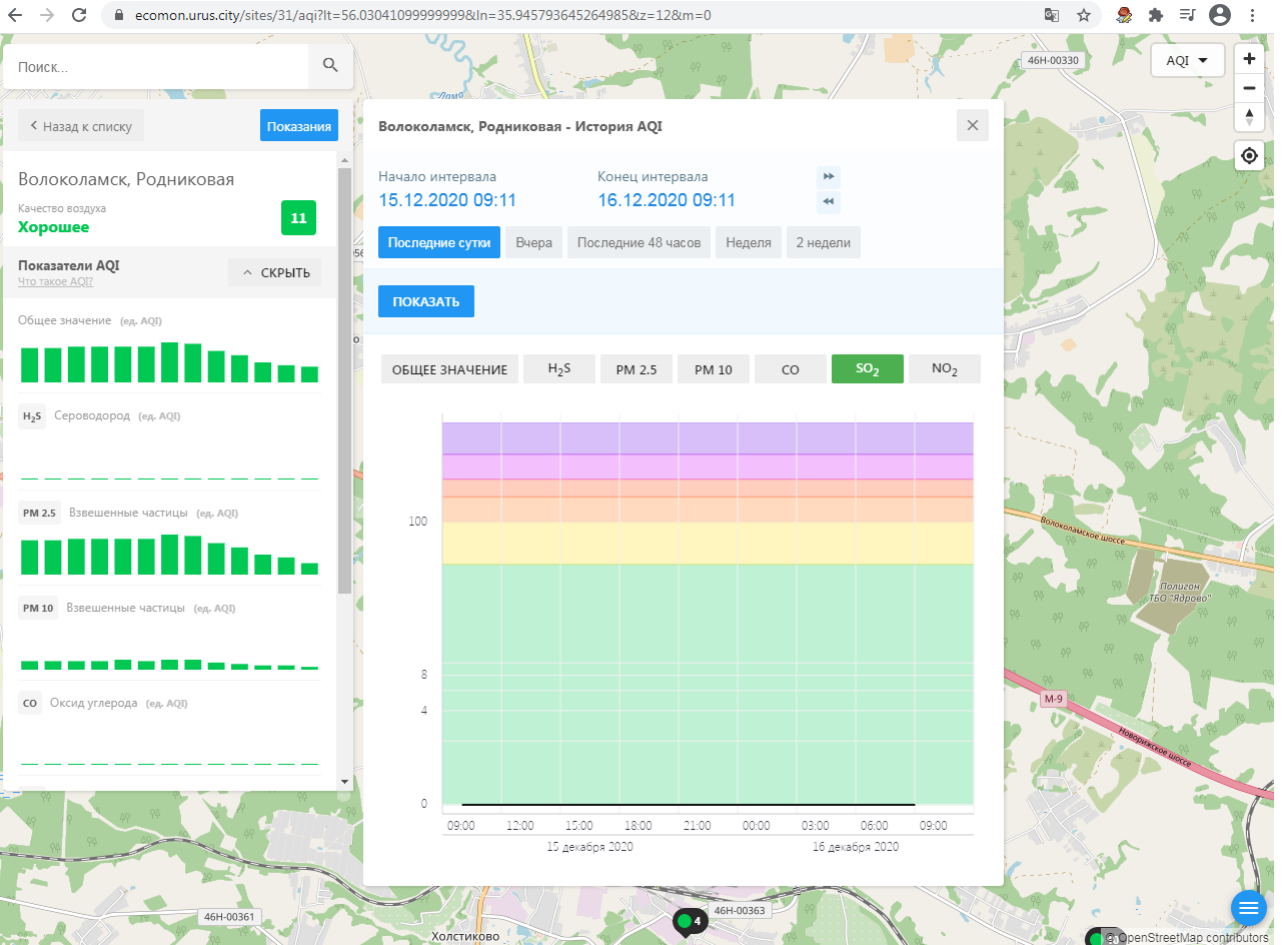 ecomon.urus.city/sites/31/aqi?lt=56.03041099999999&ln=35.945793645264985&z=12&m=0
Поиск...
46Н-00330
AQI
Лама
Назад к списку
Показания
Волоколамск, Родниковая - История AQI
Волоколамск, Родниковая
Качество воздуха
Хорошее
11
Начало интервала
Конец интервала
15.12.2020 09:11
16.12.2020 09:11
Последние сутки
Вчера
Последние 48 часов
Неделя
2 недели
Показатели AQI
Что такое AQI?
СКРЫТЬ
ПОКАЗАТЬ
Общее значение (ед. AQI)
ОБЩЕЕ ЗНАЧЕНИЕ
H2S
PM 2.5
PM 10
CO
SO2
NO2
H2S Сероводород (ед. AQI)
PM 2.5 Взвешенные частицы (ед. AQI)
PM 10 Взвешенные частицы (ед. AQI)
CO Оксид углерода (ед. AQI)
100
8
4
0
09:00 12:00 15:00 18:00 21:00 00:00 03:00 06:00 09:00
15 декабря 2020
16 декабря 2020
Волоколамское шоссе
Полигон
ТБО "Ядрово"
М-9
Новорижское шоссе
46Н-00361
46Н-00363
4
Холстиково
© OpenStreetMap contributors